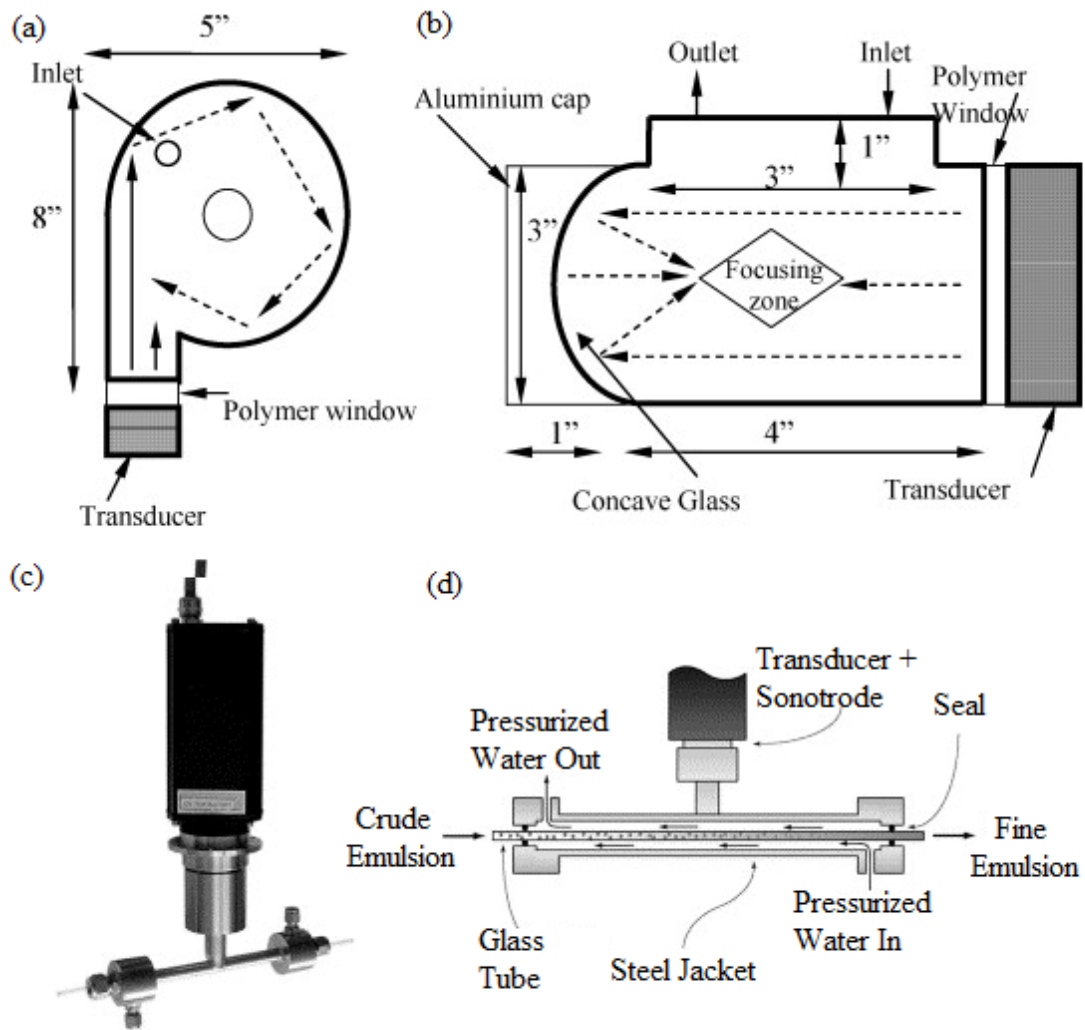 (a)
5”
Inlet
8”
Polymer window
Transducer
(b)
Outlet
Inlet
Polymer
Window
Aluminium cap
1”
3”
3”
Focusing
zone
1”
4”
Concave Glass
Transducer
(c)
(d)
Transducer +
Sonotrode
Seal
Pressurized
Water Out
Crude
Emulsion
Fine
Emulsion
Glass
Tube
Steel Jacket
Pressurized
Water In